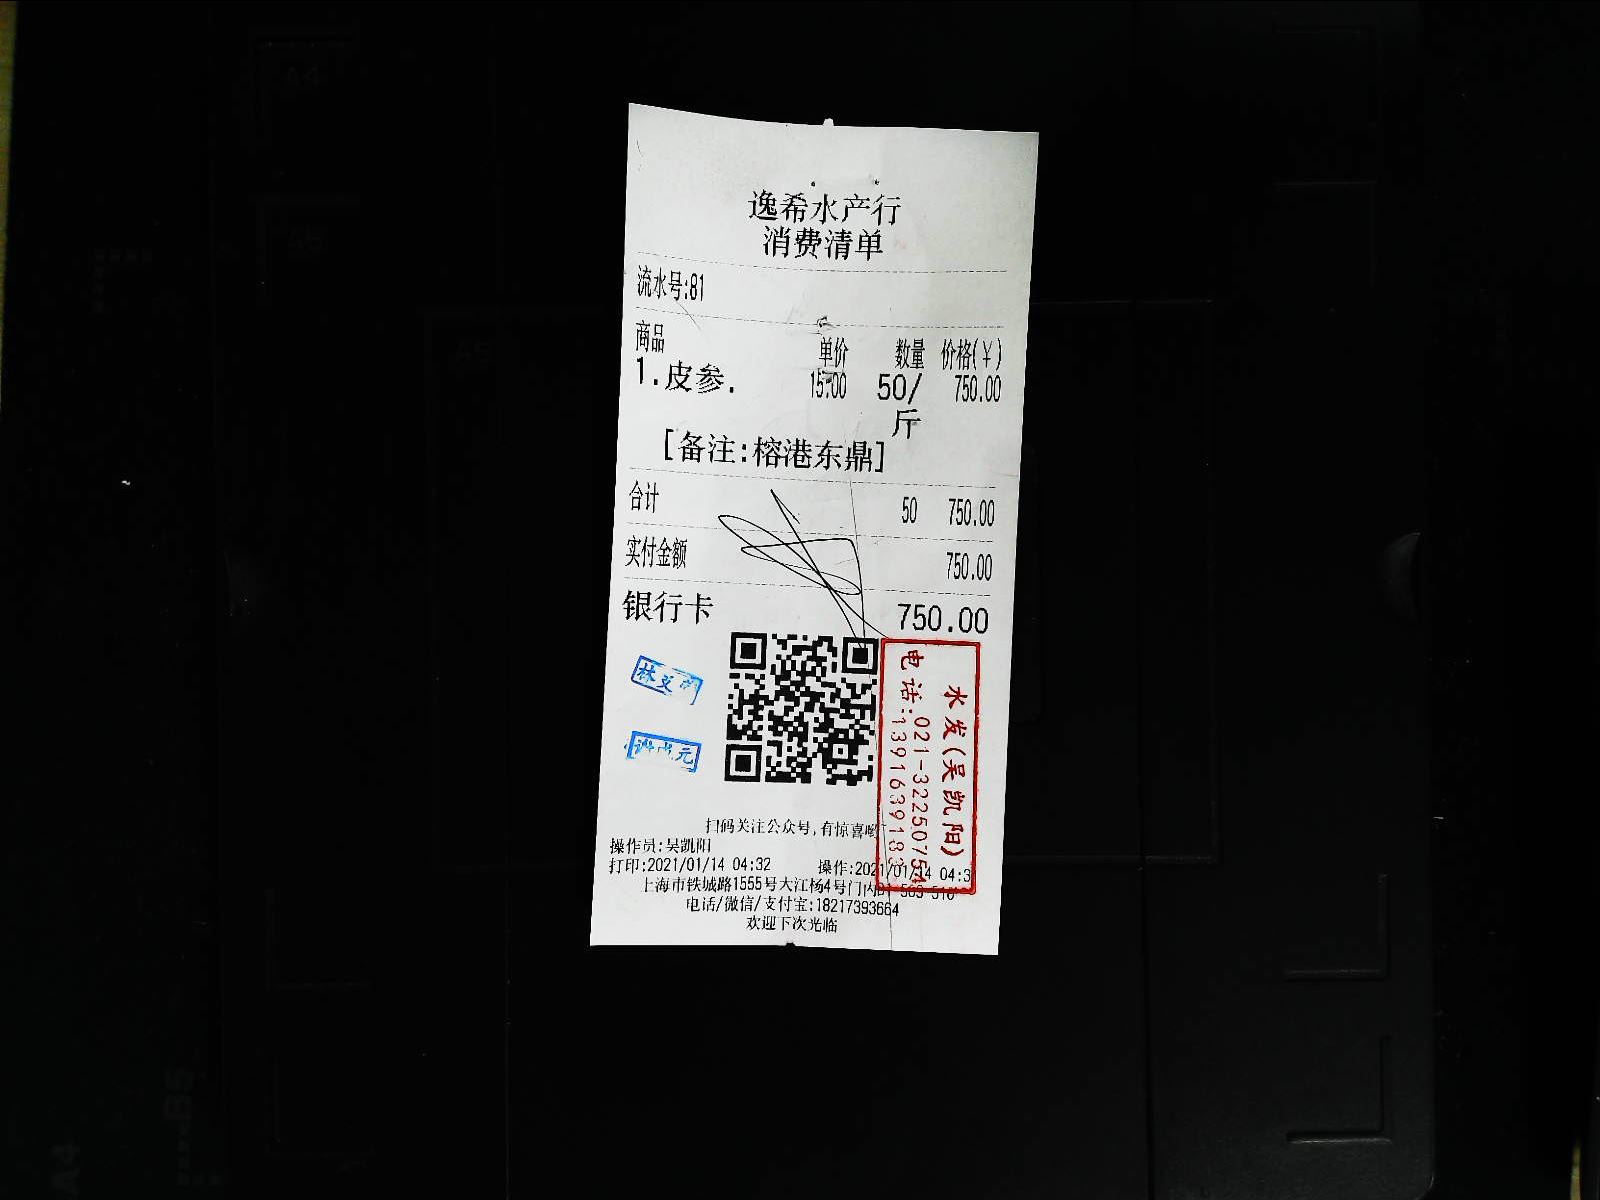 逸希水产行
消费清单
流水号:81
商品 单价 数量 价格(¥)
1.皮参. 15.00 50/斤 750.00
[备注:榕港东鼎]
合计 50 750.00
实付金额 750.00
银行卡 750.00
水发(吴凯阳)
电话:021-32250754
13916391183
扫码关注公众号,有惊喜哟
操作员:吴凯阳
打印:2021/01/14 04:32 操作:2021/01/14 04:3
上海市铁城路1555号大江杨4号门内
电话/微信/支付宝:18217393664
欢迎下次光临